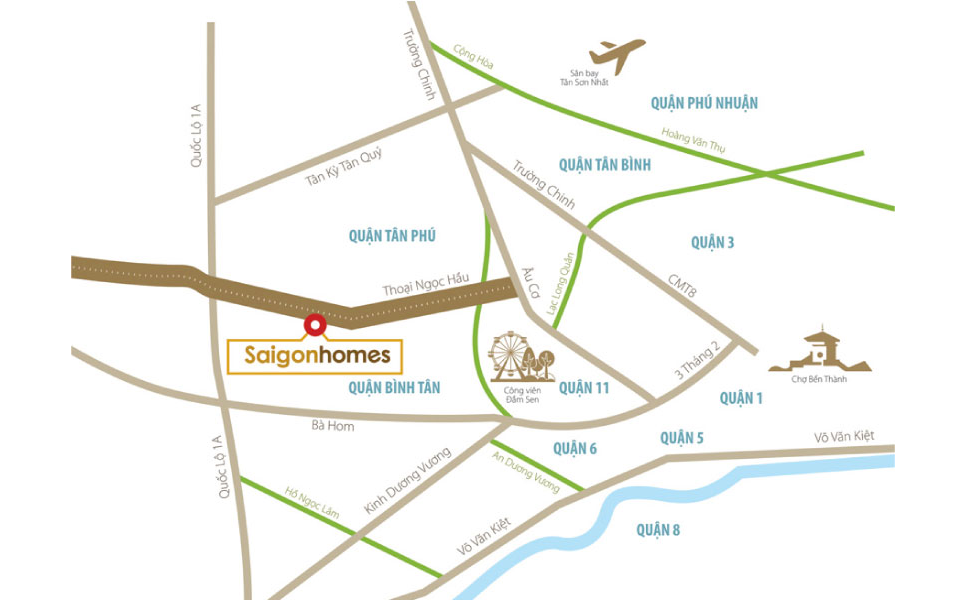 Trường Chinh
Cộng Hòa
Sân bay
Tân Sơn Nhất
QUẬN PHÚ NHUẬN
Quốc Lộ 1A
Hoàng Văn Thụ
Tân Kỳ Tân Quý
QUẬN TÂN BÌNH
Trường Chinh
QUẬN TÂN PHÚ
QUẬN 3
Thoại Ngọc Hầu
Âu Cơ
Lạc Long Quân
CMT8
Saigonhomes
3 Tháng 2
Chợ Bến Thành
QUẬN BÌNH TÂN
Công viên
Đầm Sen
QUẬN 11
QUẬN 1
Bà Hom
QUẬN 6
QUẬN 5
Võ Văn Kiệt
Quốc Lộ 1A
Kinh Dương Vương
An Dương Vương
Hồ Ngọc Lãm
Võ Văn Kiệt
QUẬN 8